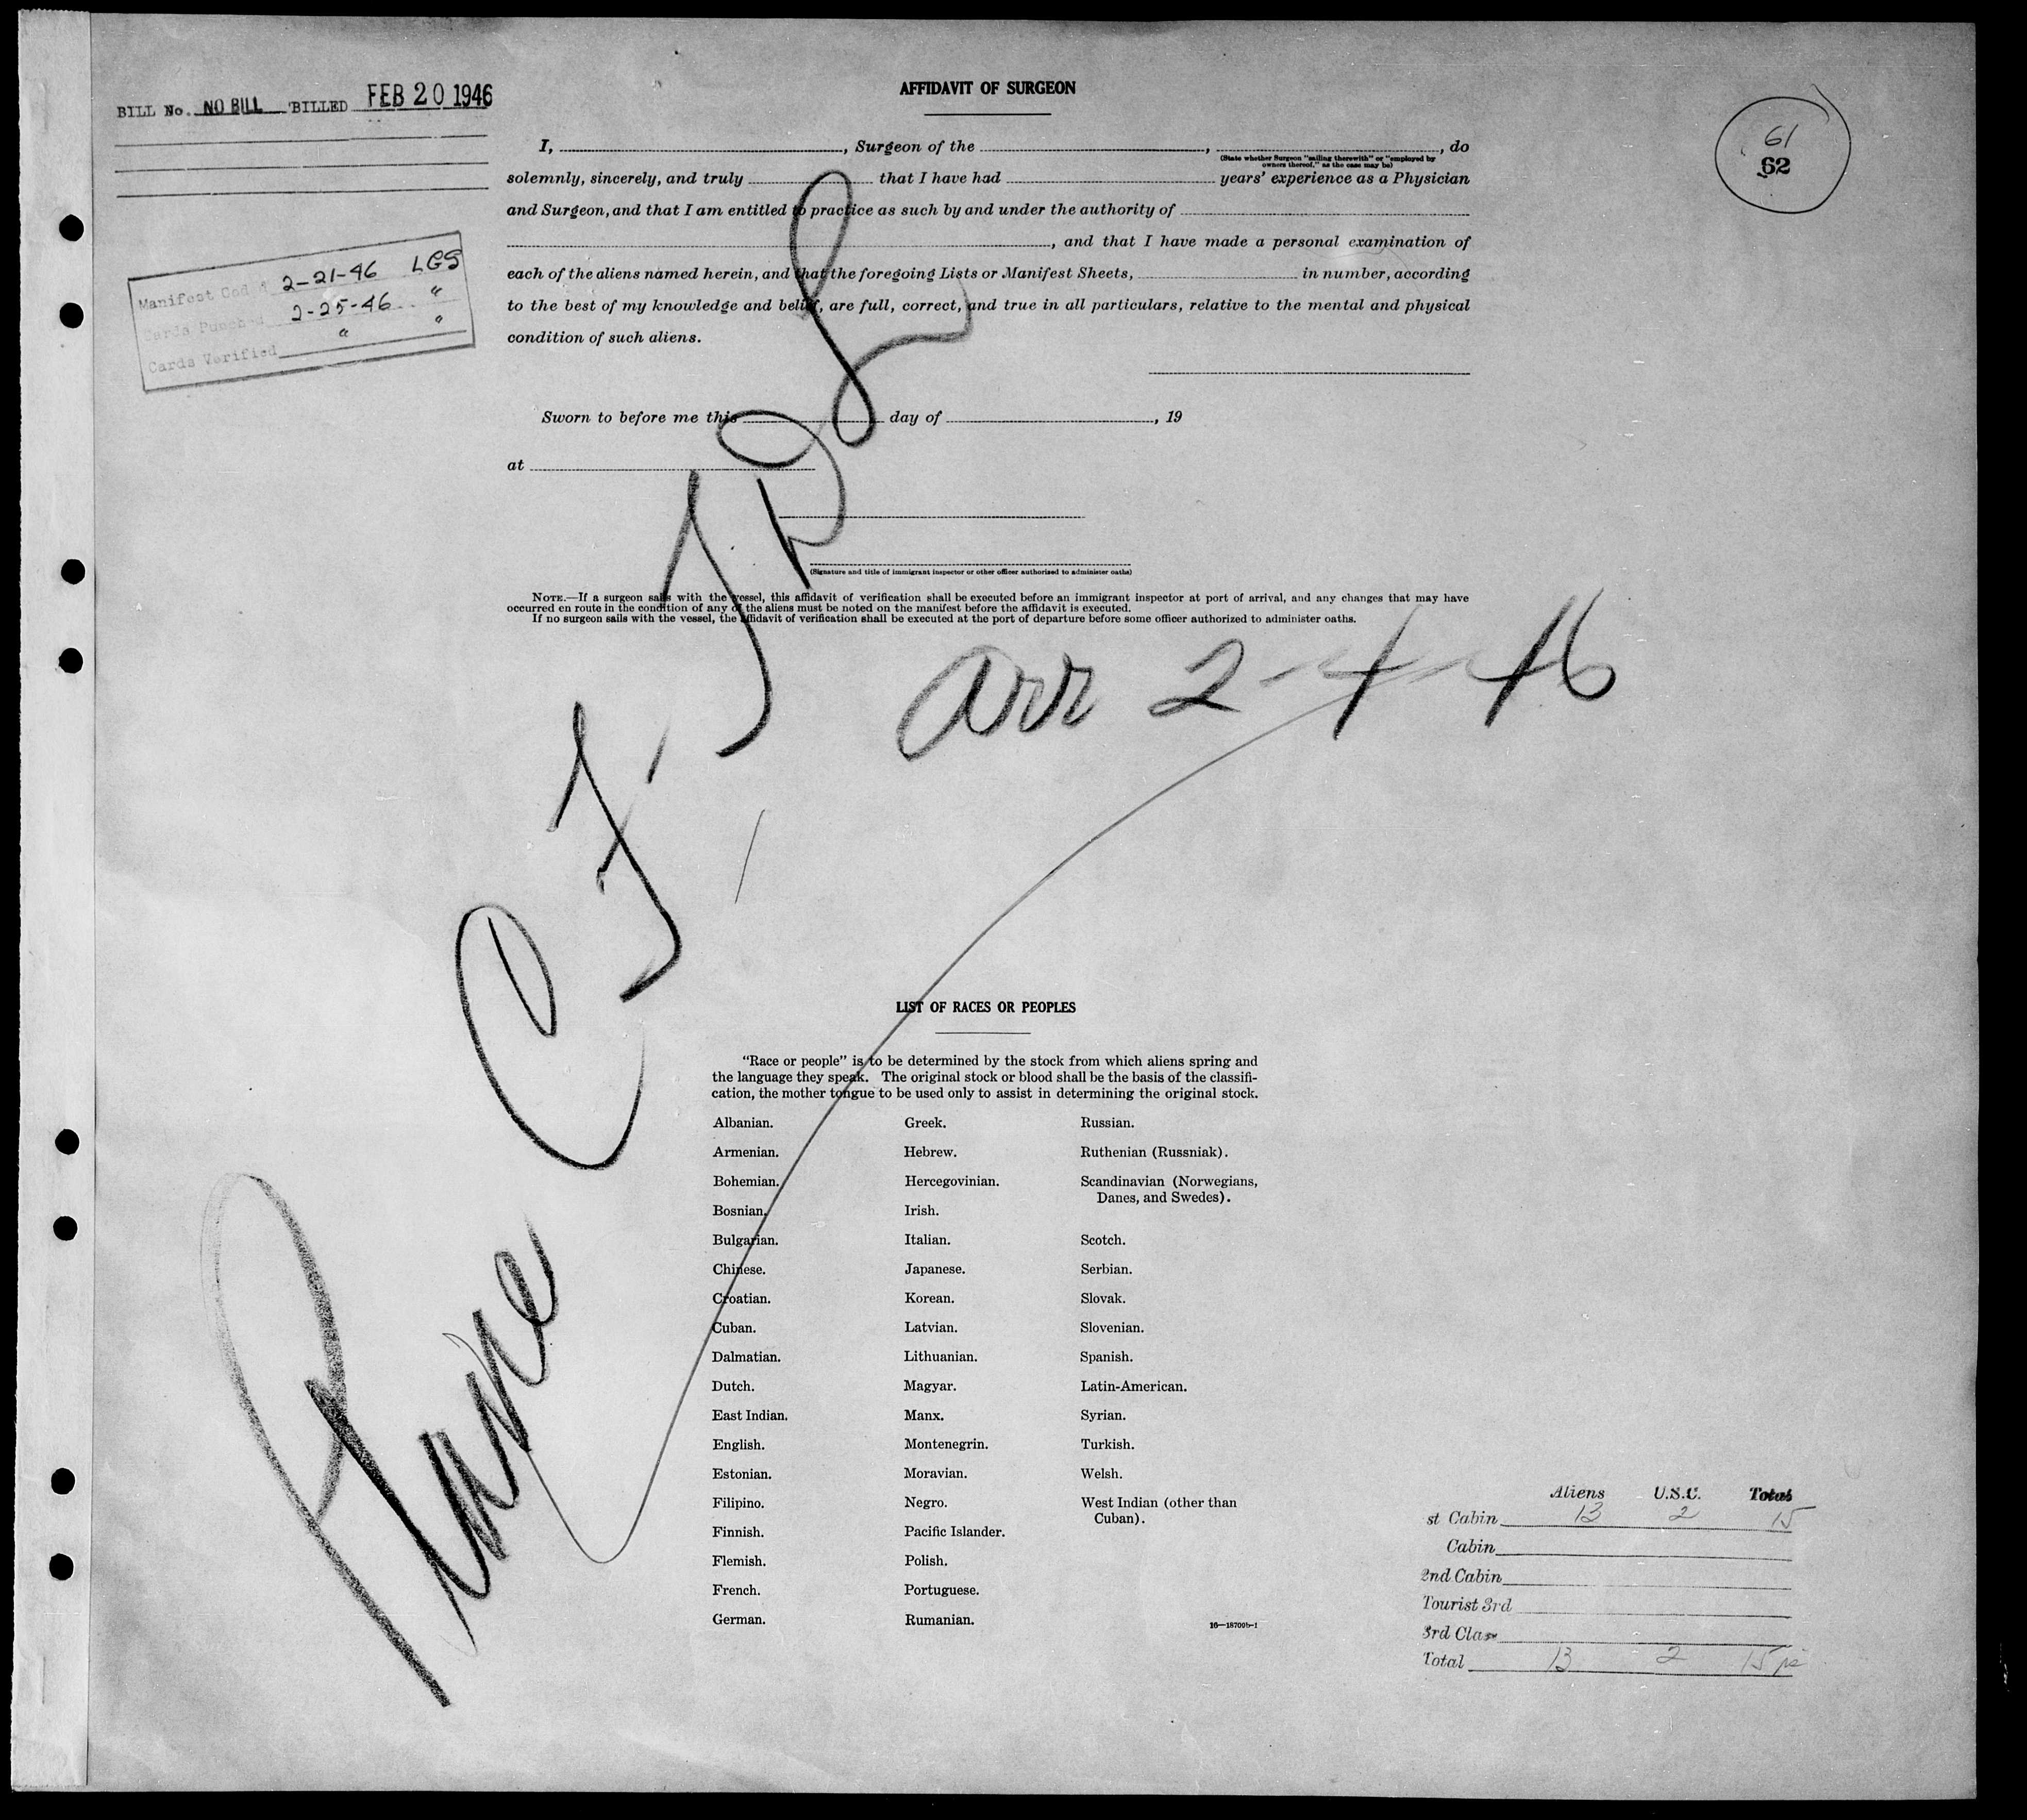 BILL No. NO BILL BILLED FEB 20 1946
AFFIDAVIT OF SURGEON
61
62
I, , Surgeon of the , , do
(State whether Surgeon "sailing therewith" or "employed by
owners thereof," as the case may be)
solemnly, sincerely, and truly that I have had years' experience as a Physician
and Surgeon, and that I am entitled to practice as such by and under the authority of
, and that I have made a personal examination of
each of the aliens named herein, and that the foregoing Lists or Manifest Sheets, in number, according
to the best of my knowledge and belief, are full, correct, and true in all particulars, relative to the mental and physical
condition of such aliens.
Manifest Cod 2-21-46 LGS
Cards Punched 2-25-46 "
Cards Verified " "
Sworn to before me this day of , 19
at
(Signature and title of immigrant inspector or other officer authorized to administer oaths)
NOTE.—If a surgeon sails with the vessel, this affidavit of verification shall be executed before an immigrant inspector at port of arrival, and any changes that may have
occurred en route in the condition of any of the aliens must be noted on the manifest before the affidavit is executed.
If no surgeon sails with the vessel, the affidavit of verification shall be executed at the port of departure before some officer authorized to administer oaths.
Plane CF.
arr 2-4-46
LIST OF RACES OR PEOPLES
"Race or people" is to be determined by the stock from which aliens spring and
the language they speak. The original stock or blood shall be the basis of the classifi-
cation, the mother tongue to be used only to assist in determining the original stock.
Albanian.
Armenian.
Bohemian.
Bosnian.
Bulgarian.
Chinese.
Croatian.
Cuban.
Dalmatian.
Dutch.
East Indian.
English.
Estonian.
Filipino.
Finnish.
Flemish.
French.
German.
Greek.
Hebrew.
Hercegovinian.
Irish.
Italian.
Japanese.
Korean.
Latvian.
Lithuanian.
Magyar.
Manx.
Montenegrin.
Moravian.
Negro.
Pacific Islander.
Polish.
Portuguese.
Rumanian.
Russian.
Ruthenian (Russniak).
Scandinavian (Norwegians,
Danes, and Swedes).
Scotch.
Serbian.
Slovak.
Slovenian.
Spanish.
Latin-American.
Syrian.
Turkish.
Welsh.
West Indian (other than
Cuban).
16—18709b-1
Aliens U.S.C. Total
st Cabin 13 2 15
Cabin
2nd Cabin
Tourist 3rd
3rd Class
Total 13 2 15